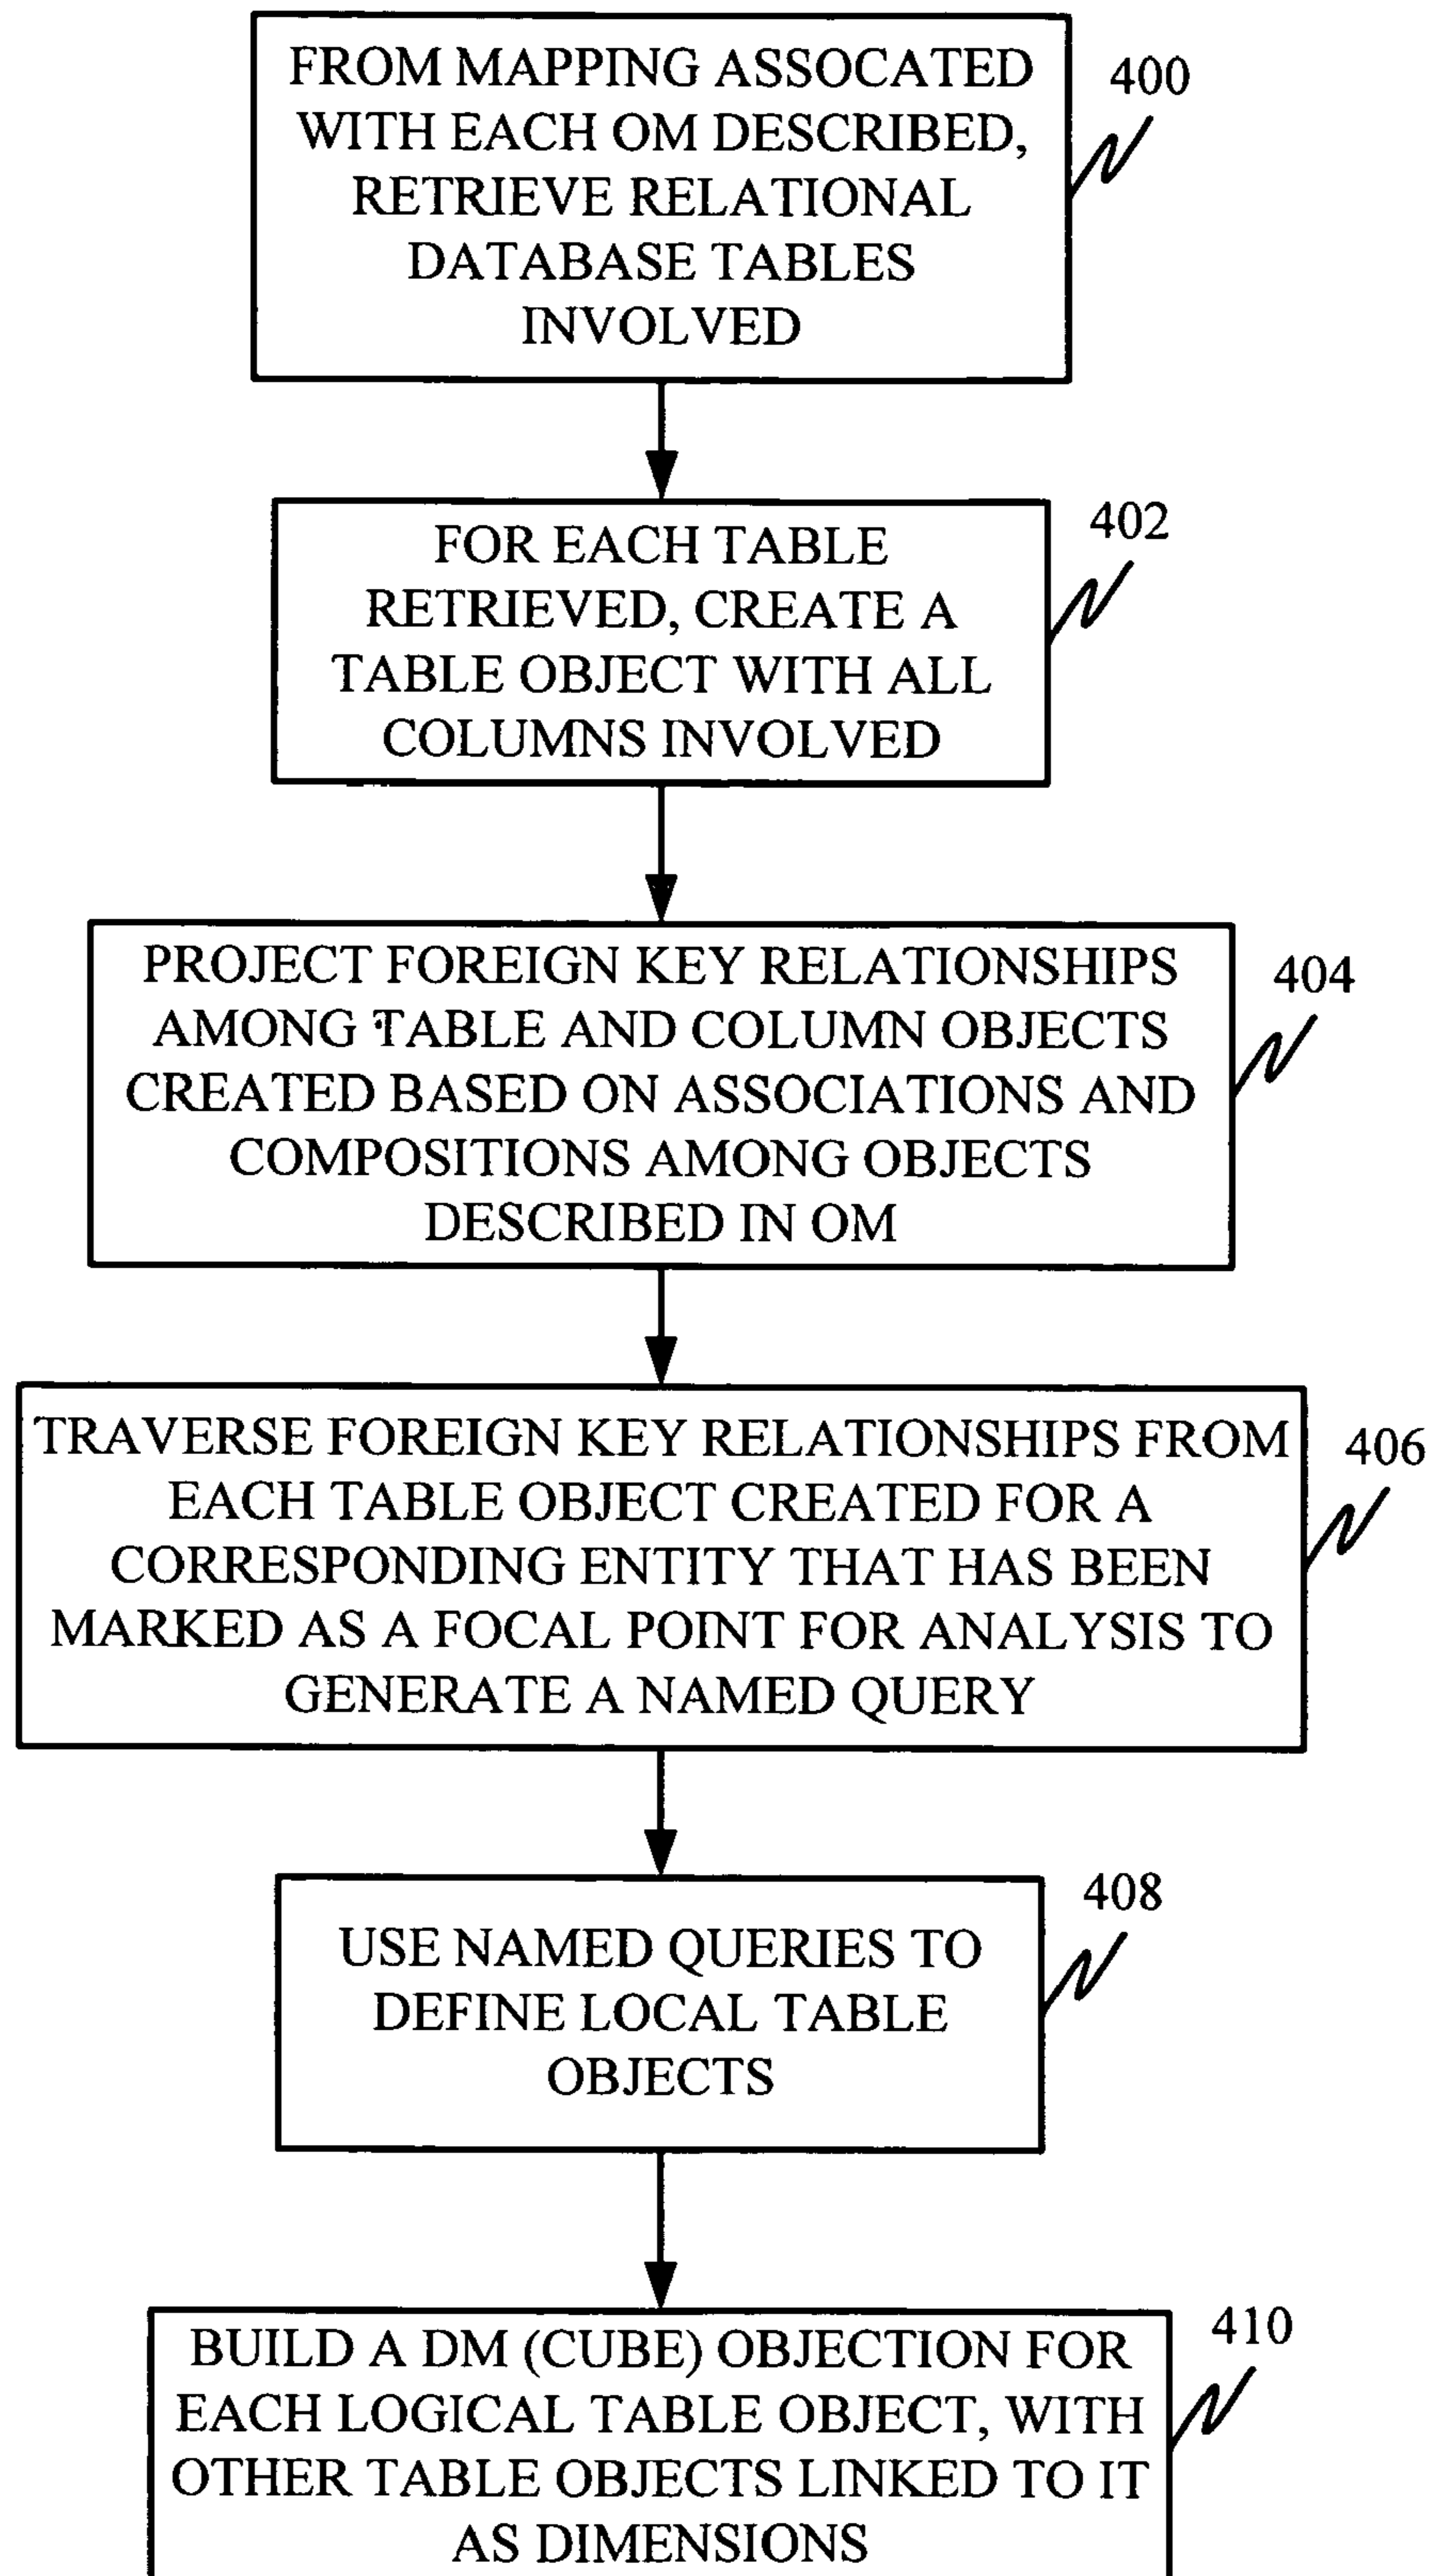 FROM MAPPING ASSOCATED
WITH EACH OM DESCRIBED,
RETRIEVE RELATIONAL
DATABASE TABLES
INVOLVED
400
FOR EACH TABLE
RETRIEVED, CREATE A
TABLE OBJECT WITH ALL
COLUMNS INVOLVED
402
PROJECT FOREIGN KEY RELATIONSHIPS
AMONG TABLE AND COLUMN OBJECTS
CREATED BASED ON ASSOCIATIONS AND
COMPOSITIONS AMONG OBJECTS
DESCRIBED IN OM
404
TRAVERSE FOREIGN KEY RELATIONSHIPS FROM
EACH TABLE OBJECT CREATED FOR A
CORRESPONDING ENTITY THAT HAS BEEN
MARKED AS A FOCAL POINT FOR ANALYSIS TO
GENERATE A NAMED QUERY
406
USE NAMED QUERIES TO
DEFINE LOCAL TABLE
OBJECTS
408
BUILD A DM (CUBE) OBJECTION FOR
EACH LOGICAL TABLE OBJECT, WITH
OTHER TABLE OBJECTS LINKED TO IT
AS DIMENSIONS
410